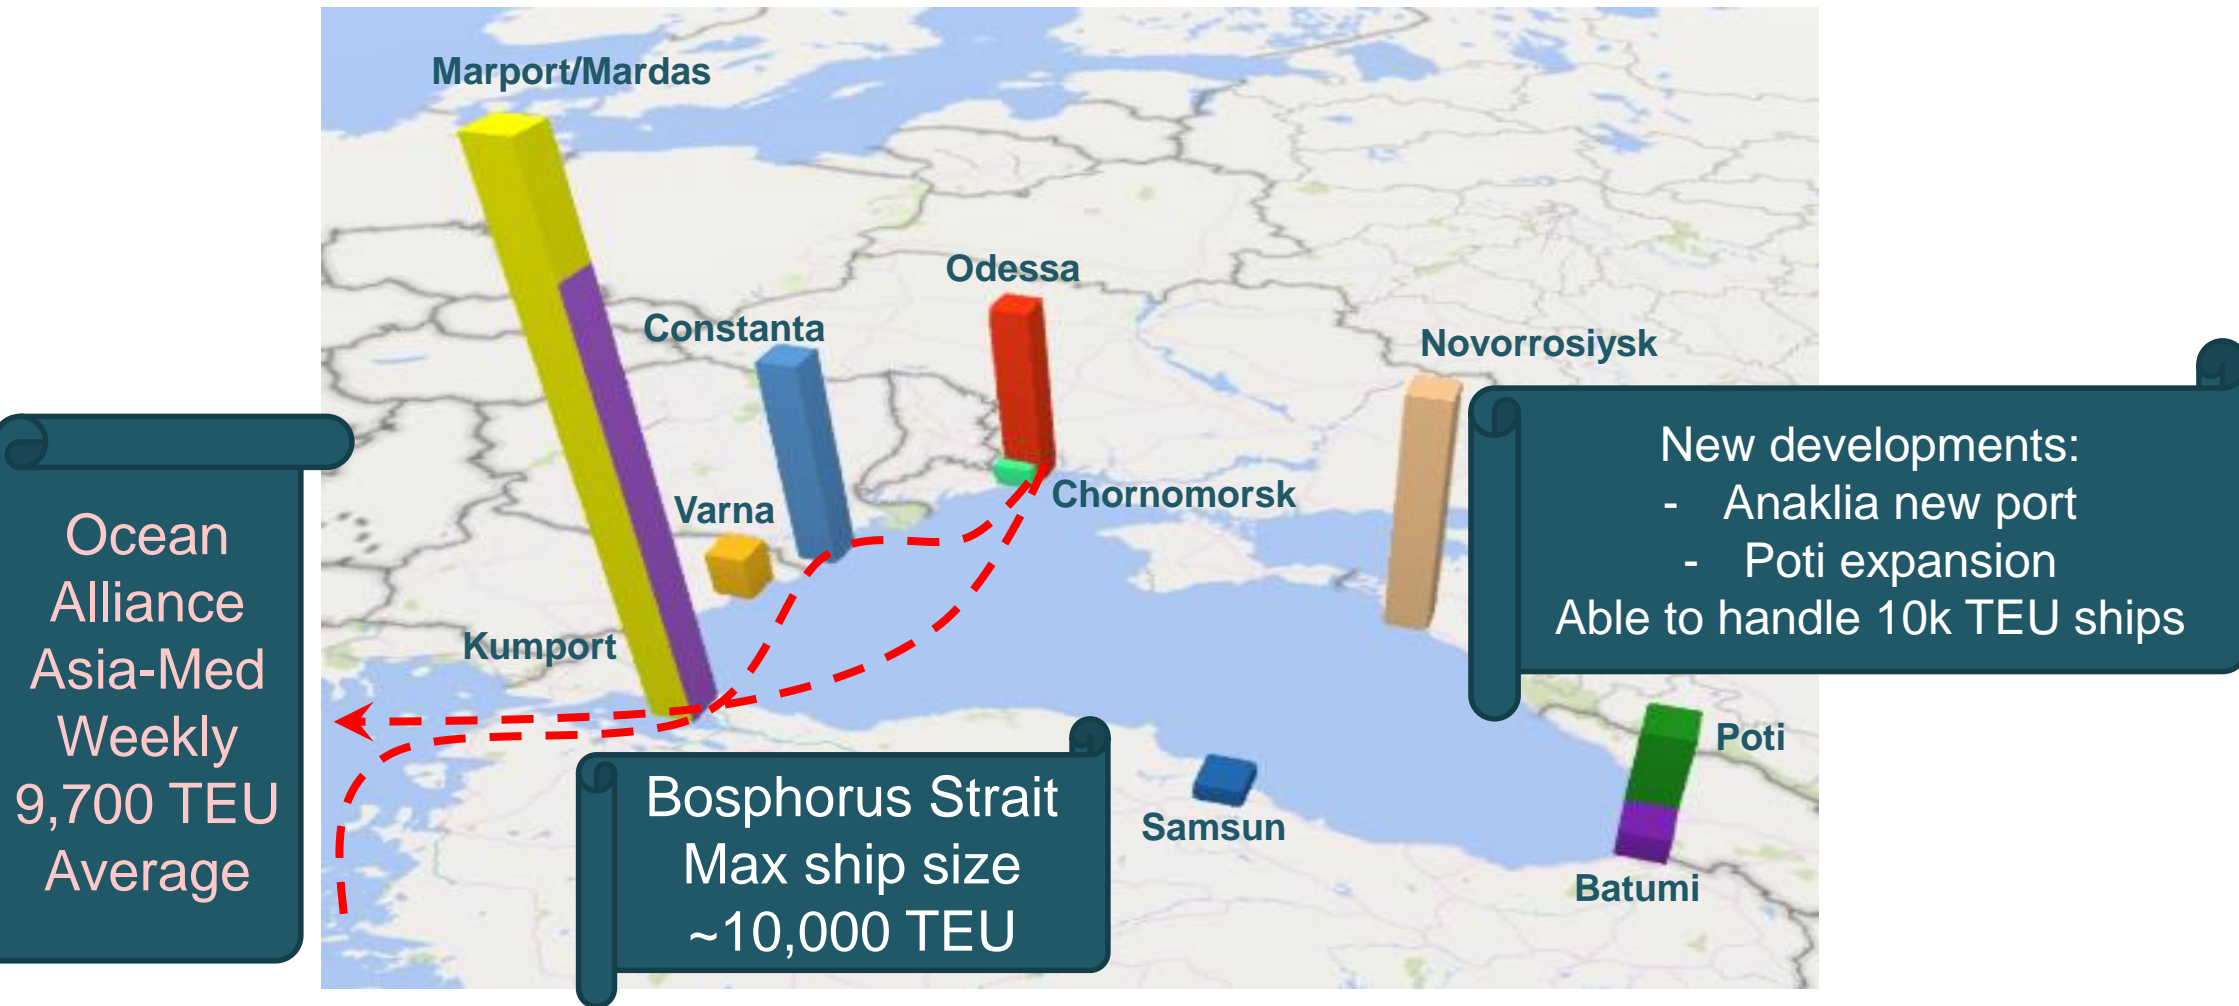 Marport/Mardas
Odessa
Constanta
Novorrosiysk
Varna
Chornomorsk
Kumport
Ocean
Alliance
Asia-Med
Weekly
9,700 TEU
Average
New developments:
- Anaklia new port
- Poti expansion
Able to handle 10k TEU ships
Bosphorus Strait
Max ship size
~10,000 TEU
Samsun
Poti
Batumi